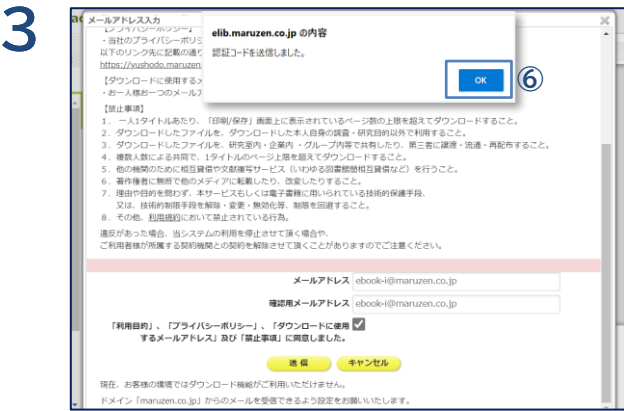 3
メールアドレス入力
elib.maruzen.co.jp の内容
認証コードを送信しました。
OK
⑥
【プライバシーポリシー】
・当社のプライバシーポリシ
以下のリンク先に記載の通り
https://yushodo.maruzen
【ダウンロードに使用するメ
・お一人様お一つのメールア
【禁止事項】
1. 一人1タイトルあたり、「印刷/保存」画面上に表示されているページ数の上限を超えてダウンロードすること。
2. ダウンロードしたファイルを、ダウンロードした本人自身の調査・研究目的以外で利用すること。
3. ダウンロードしたファイルを、研究室内・企業内・グループ内等で共有したり、第三者に譲渡・流通・再配布すること。
4. 複数人数による共同で、1タイトルのページ上限を超えてダウンロードすること。
5. 他の機関のために相互貸借や文献複写サービス（いわゆる図書館間相互貸借など）を行うこと。
6. 著作権者に無断で他のメディアに転載したり、改変したりすること。
7. 理由や目的を問わず、本サービスもしくは電子書籍に用いられている技術的保護手段、
又は、技術的制限手段を解除・変更・無効化等、制限を回避すること。
8. その他、利用規約において禁止されている行為。
違反があった場合、当システムの利用を停止させて頂く場合や、
ご利用者様が所属する契約機関との契約を解除させて頂くことがありますのでご注意ください。
メールアドレス ebook-i@maruzen.co.jp
確認用メールアドレス ebook-i@maruzen.co.jp
「利用目的」、「プライバシーポリシー」、「ダウンロードに使用
するメールアドレス」及び「禁止事項」に同意しました。
送信 キャンセル
現在、お客様の環境ではダウンロード機能がご利用いただけません。
ドメイン「maruzen.co.jp」からのメールを受信できるよう設定をお願いいたします。